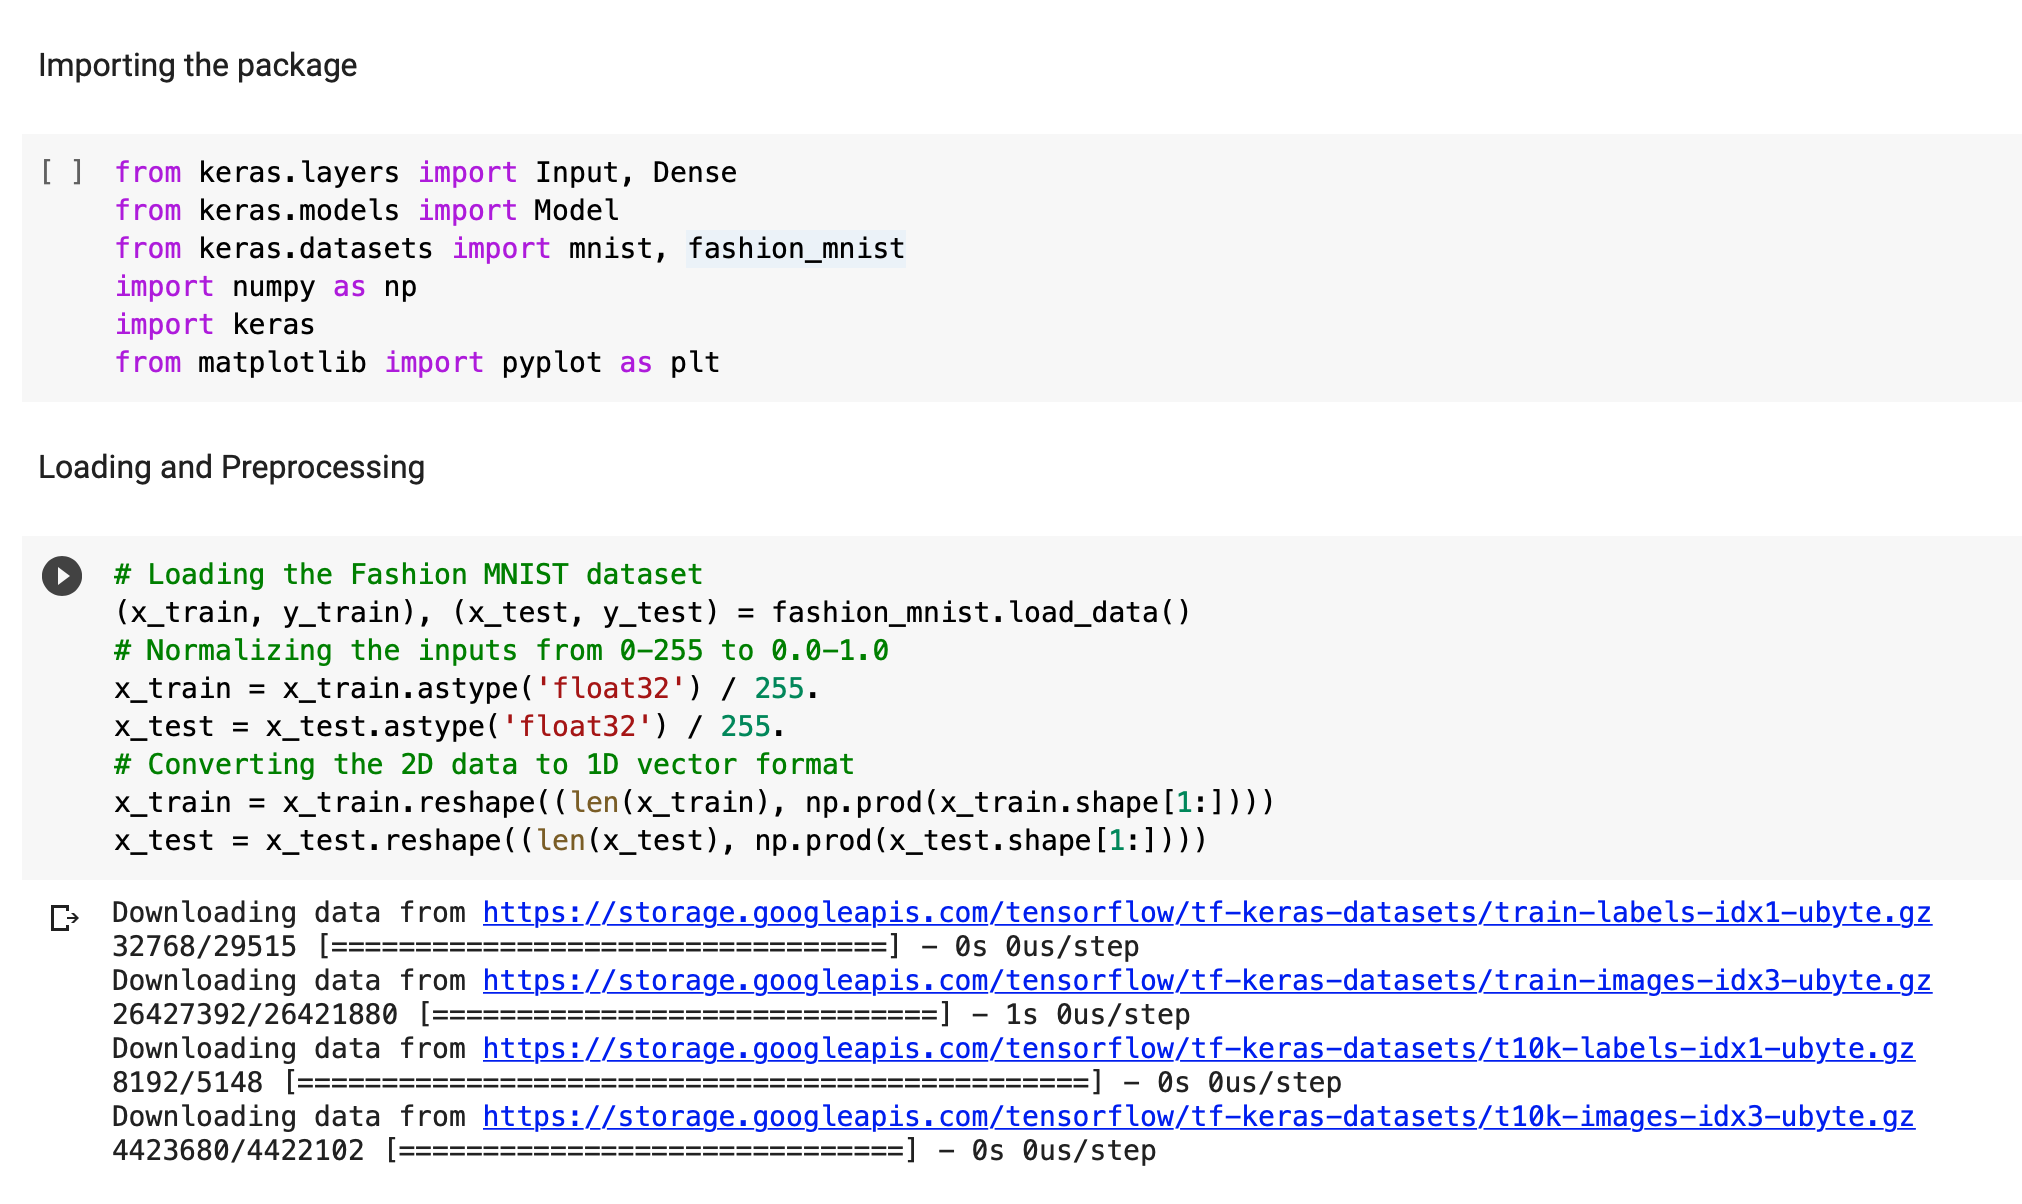 Importing the package
[ ] from keras.layers import Input, Dense
from keras.models import Model
from keras.datasets import mnist, fashion_mnist
import numpy as np
import keras
from matplotlib import pyplot as plt
Loading and Preprocessing
# Loading the Fashion MNIST dataset
(x_train, y_train), (x_test, y_test) = fashion_mnist.load_data()
# Normalizing the inputs from 0-255 to 0.0-1.0
x_train = x_train.astype('float32') / 255.
x_test = x_test.astype('float32') / 255.
# Converting the 2D data to 1D vector format
x_train = x_train.reshape((len(x_train), np.prod(x_train.shape[1:])))
x_test = x_test.reshape((len(x_test), np.prod(x_test.shape[1:])))
Downloading data from https://storage.googleapis.com/tensorflow/tf-keras-datasets/train-labels-idx1-ubyte.gz
32768/29515 [=================================] - 0s 0us/step
Downloading data from https://storage.googleapis.com/tensorflow/tf-keras-datasets/train-images-idx3-ubyte.gz
26427392/26421880 [==============================] - 1s 0us/step
Downloading data from https://storage.googleapis.com/tensorflow/tf-keras-datasets/t10k-labels-idx1-ubyte.gz
8192/5148 [===============================================] - 0s 0us/step
Downloading data from https://storage.googleapis.com/tensorflow/tf-keras-datasets/t10k-images-idx3-ubyte.gz
4423680/4422102 [==============================] - 0s 0us/step